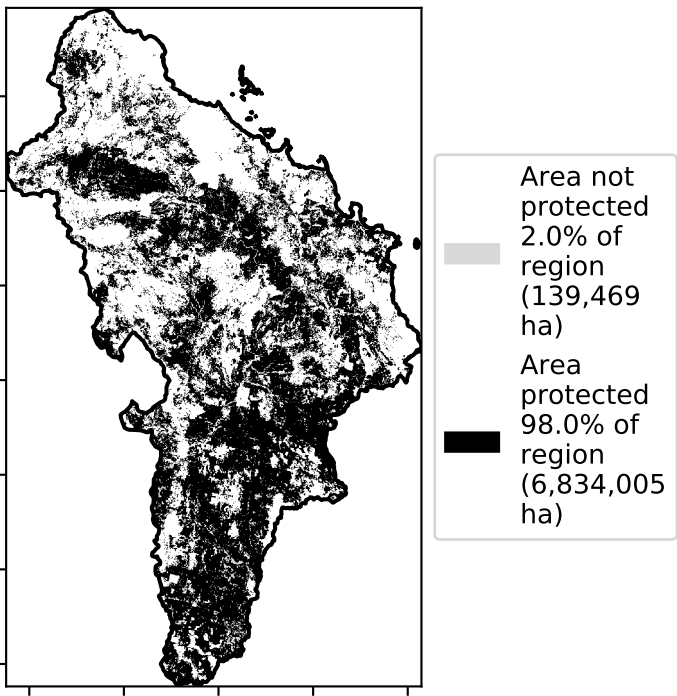 Area not
protected
2.0% of
region
(139,469
ha)
Area
protected
98.0% of
region
(6,834,005
ha)